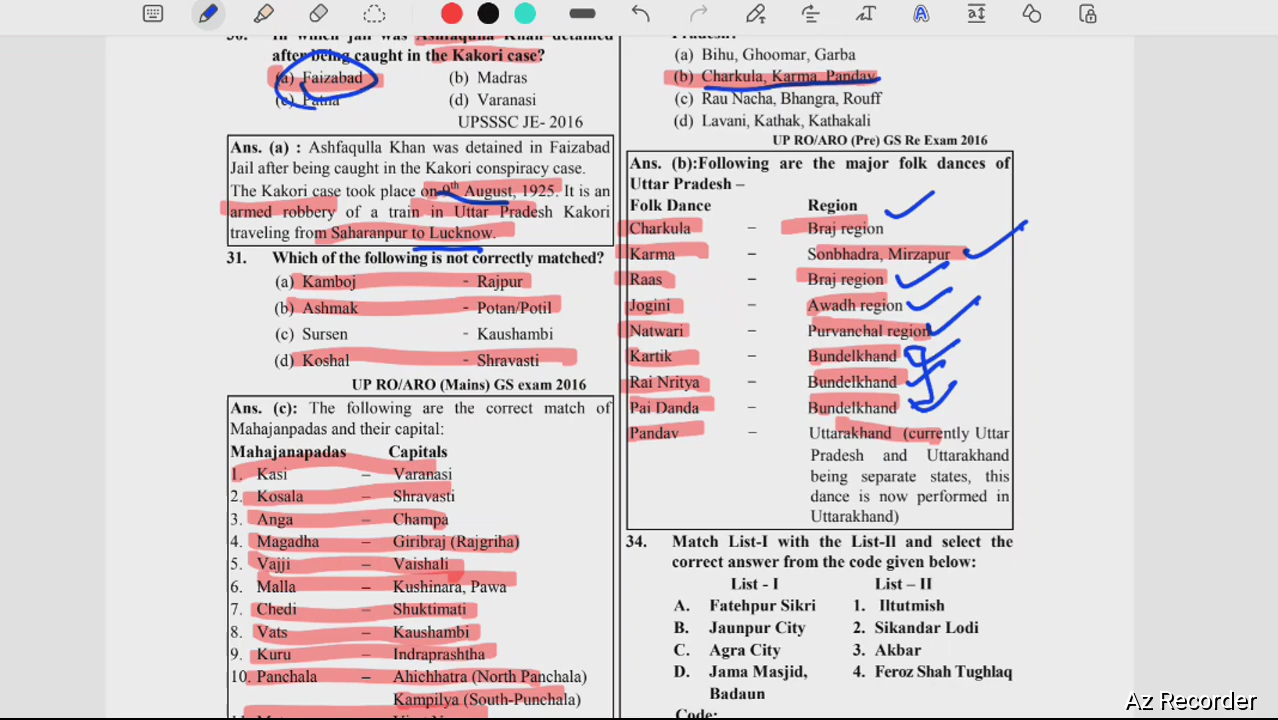 30. In which jail was Ashfaqulla Khan detained
after being caught in the Kakori case?
(a) Faizabad (b) Madras
(c) Patna (d) Varanasi
UPSSSC JE- 2016
Ans. (a) : Ashfaqulla Khan was detained in Faizabad
Jail after being caught in the Kakori conspiracy case.
The Kakori case took place on 9th August, 1925. It is an
armed robbery of a train in Uttar Pradesh Kakori
traveling from Saharanpur to Lucknow.
31. Which of the following is not correctly matched?
(a) Kamboj - Rajpur
(b) Ashmak - Potan/Potil
(c) Sursen - Kaushambi
(d) Koshal - Shravasti
UP RO/ARO (Mains) GS exam 2016
Ans. (c): The following are the correct match of
Mahajanpadas and their capital:
Mahajanapadas Capitals
1. Kasi – Varanasi
2. Kosala – Shravasti
3. Anga – Champa
4. Magadha – Giribraj (Rajgriha)
5. Vajji – Vaishali
6. Malla – Kushinara, Pawa
7. Chedi – Shuktimati
8. Vats – Kaushambi
9. Kuru – Indraprashtha
10. Panchala – Ahichhatra (North Panchala)
Kampilya (South-Punchala)
Pradesh?
(a) Bihu, Ghoomar, Garba
(b) Charkula, Karma, Pandav
(c) Rau Nacha, Bhangra, Rouff
(d) Lavani, Kathak, Kathakali
UP RO/ARO (Pre) GS Re Exam 2016
Ans. (b):Following are the major folk dances of
Uttar Pradesh –
Folk Dance Region
Charkula – Braj region
Karma – Sonbhadra, Mirzapur
Raas – Braj region
Jogini – Awadh region
Natwari – Purvanchal region
Kartik – Bundelkhand
Rai Nritya – Bundelkhand
Pai Danda – Bundelkhand
Pandav – Uttarakhand (currently Uttar
Pradesh and Uttarakhand
being separate states, this
dance is now performed in
Uttarakhand)
34. Match List-I with the List-II and select the
correct answer from the code given below:
List - I List – II
A. Fatehpur Sikri 1. Iltutmish
B. Jaunpur City 2. Sikandar Lodi
C. Agra City 3. Akbar
D. Jama Masjid, 4. Feroz Shah Tughlaq
Badaun
Code:
Az Recorder